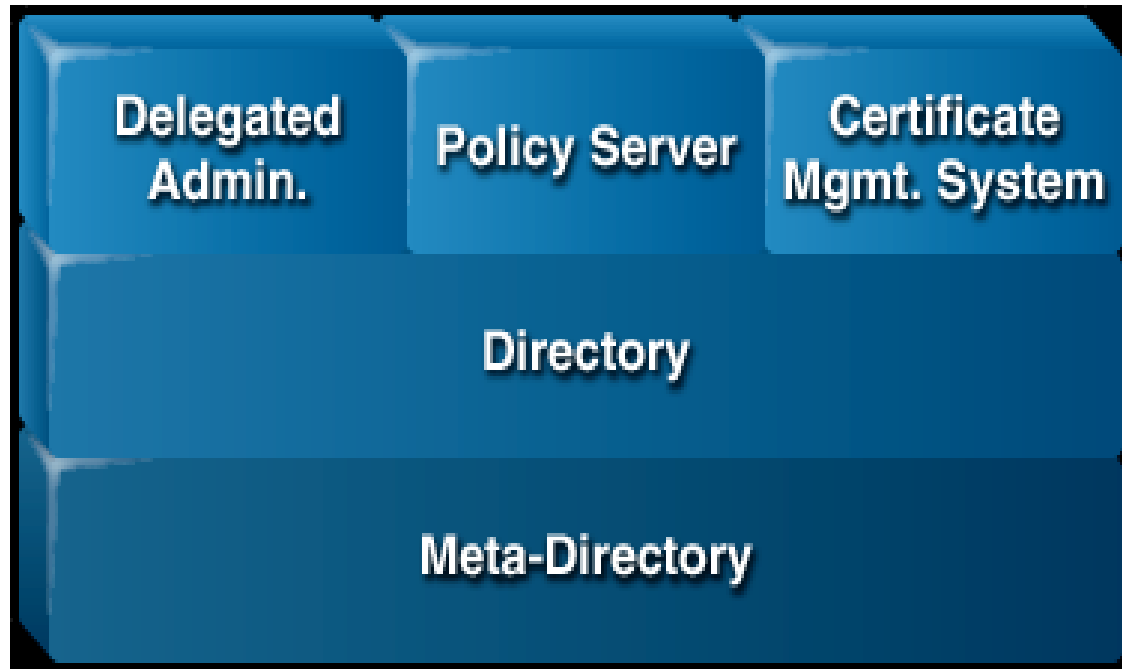 Delegated
Admin.
Policy Server
Certificate
Mgmt. System
Directory
Meta-Directory